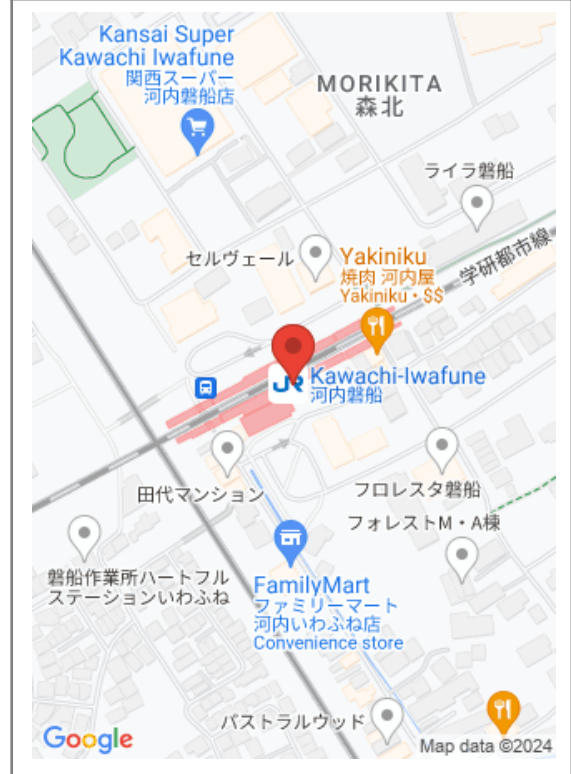 Kansai Super
Kawachi Iwafune
関西スーパー
河内磐船店
MORIKITA
森北
ライラ磐船
セルヴェール
Yakiniku
焼肉 河内屋
Yakiniku・$$
学研都市線
JR
Kawachi-Iwafune
河内磐船
田代マンション
フロレスタ磐船
フォレストM・A棟
磐船作業所ハートフル
ステーションいわふね
FamilyMart
ファミリーマート
河内いわふね店
Convenience store
パストラルウッド
Google
Map data ©2024